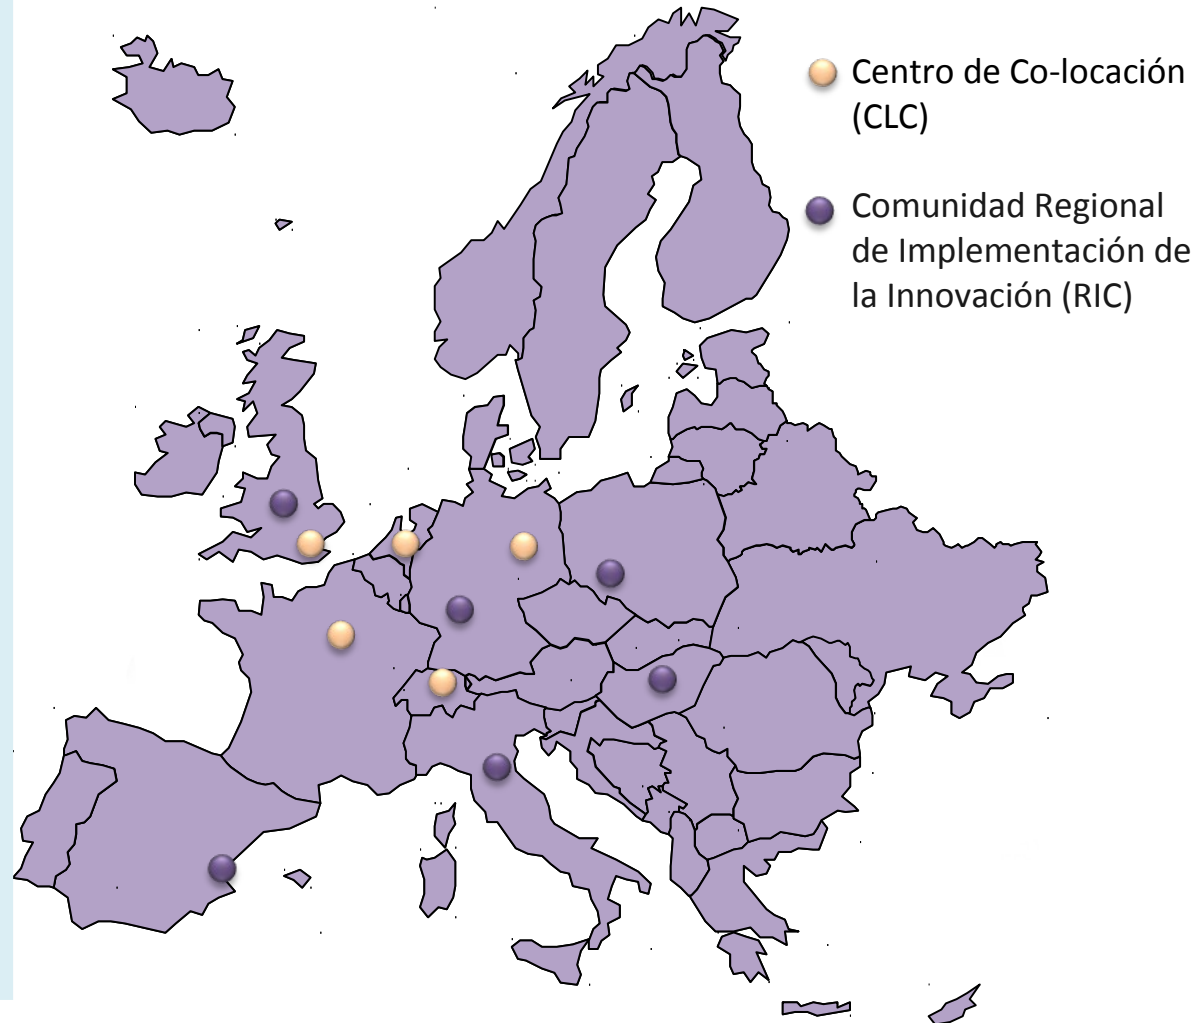 Centro de Co-locación
(CLC)
Comunidad Regional
de Implementación de
la Innovación (RIC)